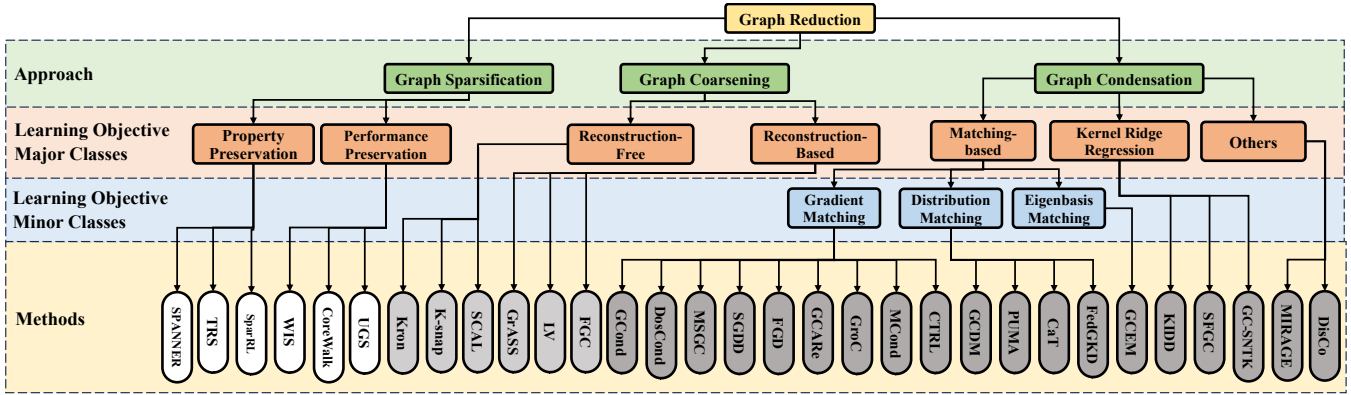 Graph Reduction
Approach
Graph Sparsification
Graph Coarsening
Graph Condensation
Learning Objective
Major Classes
Property
Preservation
Performance
Preservation
Reconstruction-
Free
Reconstruction-
Based
Matching-
based
Kernel Ridge
Regression
Others
Learning Objective
Minor Classes
Gradient
Matching
Distribution
Matching
Eigenbasis
Matching
Methods
SPANNER
TRS
SparRL
WIS
CoreWalk
UGS
Kron
K-snap
SCAL
GrASS
LV
FGC
GCond
DosCond
MSGC
SGDD
FGD
GCARe
GroC
MCond
CTRL
GCDM
PUMA
CaT
FedGKD
GCEM
KIDD
SFGC
GC-SNTK
MIRAGE
DisCo